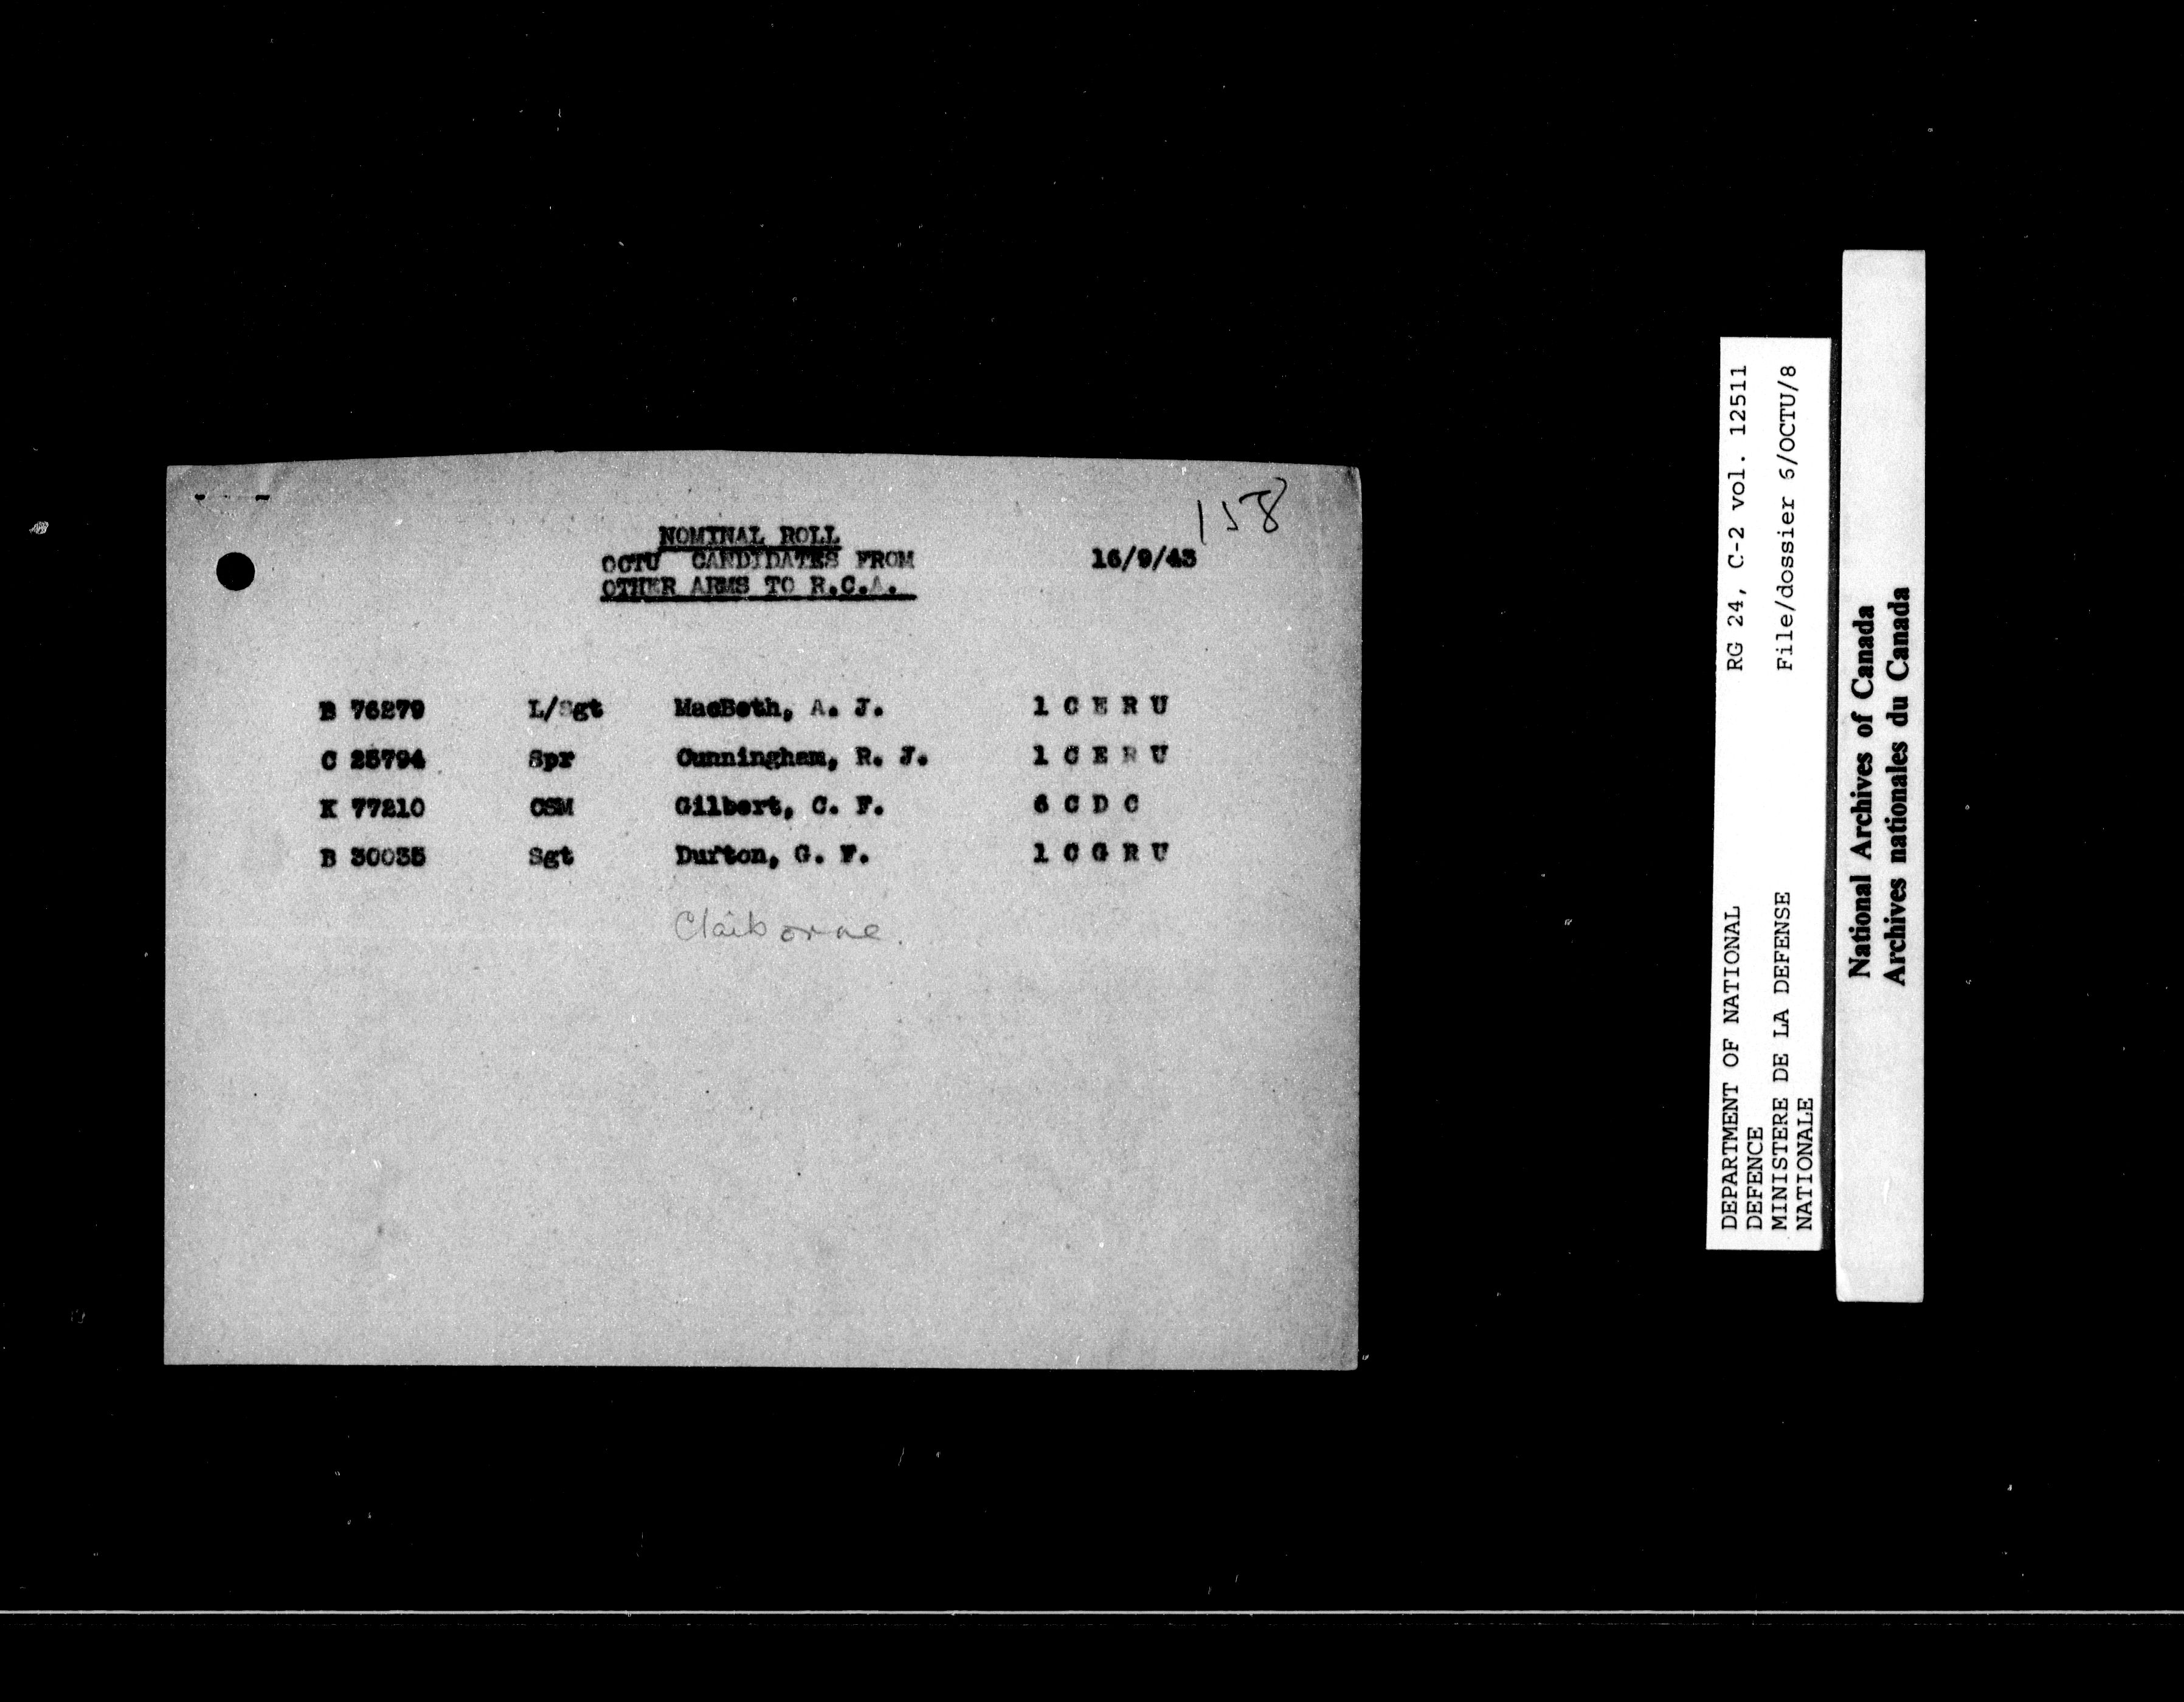 158
NOMINAL ROLL
OCTU CANDIDATES FROM 16/9/43
OTHER ARMS TO R.C.A.
B 76279 L/Sgt MacBeth, A. J. 1 C E R U
C 25794 Spr Cunningham, R. J. 1 C E R U
K 77210 CSM Gilbert, C. F. 6 C D C
B 30035 Sgt Durton, G. F. 1 C G R U
Claiborne.
DEPARTMENT OF NATIONAL RG 24, C-2 vol. 12511
DEFENCE
MINISTERE DE LA DEFENSE File/dossier 6/OCTU/8
NATIONALE
National Archives of Canada
Archives nationales du Canada